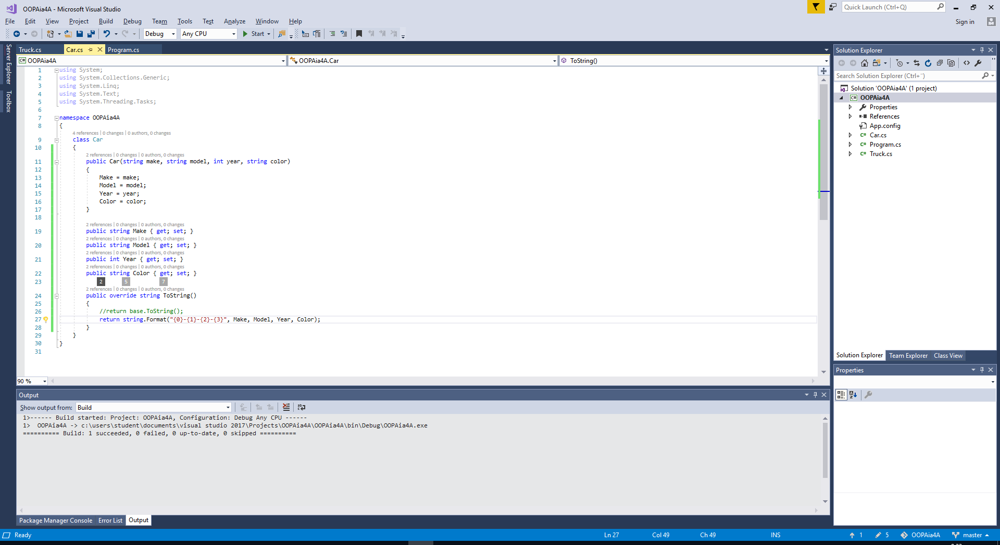 OOPAia4A - Microsoft Visual Studio
Quick Launch (Ctrl+Q)
File Edit View Project Build Debug Team Tools Test Analyze Window Help
Sign in
Debug Any CPU Start
Server Explorer
Toolbox
Truck.cs Car.cs Program.cs
C# OOPAia4A OOPAia4A.Car ToString()
1 using System;
2 using System.Collections.Generic;
3 using System.Linq;
4 using System.Text;
5 using System.Threading.Tasks;
6
7 namespace OOPAia4A
8 {
4 references | 0 changes | 0 authors, 0 changes
9 class Car
10 {
2 references | 0 changes | 0 authors, 0 changes
11 public Car(string make, string model, int year, string color)
12 {
13 Make = make;
14 Model = model;
15 Year = year;
16 Color = color;
17 }
18
2 references | 0 changes | 0 authors, 0 changes
19 public string Make { get; set; }
2 references | 0 changes | 0 authors, 0 changes
20 public string Model { get; set; }
2 references | 0 changes | 0 authors, 0 changes
21 public int Year { get; set; }
2 references | 0 changes | 0 authors, 0 changes
22 public string Color { get; set; }
23 2 5 7
2 references | 0 changes | 0 authors, 0 changes
24 public override string ToString()
25 {
26 //return base.ToString();
27 return string.Format("{0}-{1}-{2}-{3}", Make, Model, Year, Color);
28 }
29 }
30 }
31
90 %
Output
Show output from: Build
1>------ Build started: Project: OOPAia4A, Configuration: Debug Any CPU ------
1>  OOPAia4A -> c:\users\student\documents\visual studio 2017\Projects\OOPAia4A\OOPAia4A\bin\Debug\OOPAia4A.exe
========== Build: 1 succeeded, 0 failed, 0 up-to-date, 0 skipped ==========
Package Manager Console Error List Output
Solution Explorer
Search Solution Explorer (Ctrl+¨)
Solution 'OOPAia4A' (1 project)
C# OOPAia4A
Properties
References
App.config
C# Car.cs
C# Program.cs
C# Truck.cs
Solution Explorer Team Explorer Class View
Properties
Ready Ln 27 Col 49 Ch 49 INS 1 5 OOPAia4A master